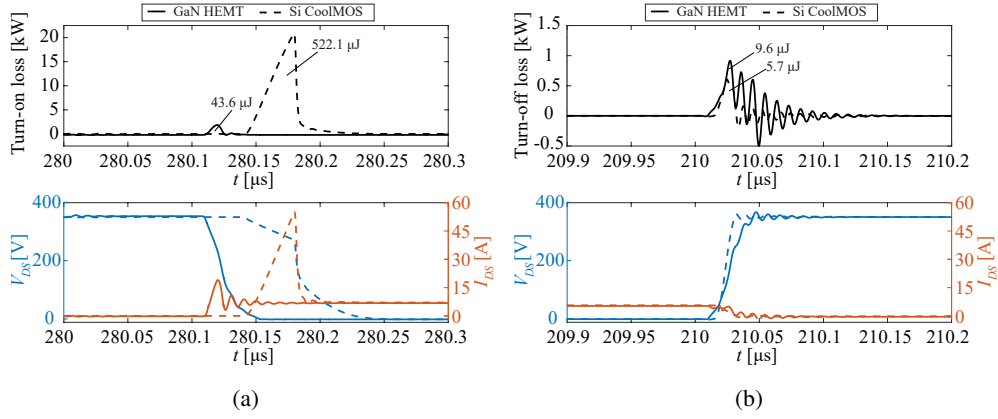 GaN HEMT Si CoolMOS
Turn-on loss [kW]
20
15
10
5
0
522.1 µJ
43.6 µJ
280 280.05 280.1 280.15 280.2 280.25 280.3
t [µs]
V_DS [V]
400
200
0
I_DS [A]
60
45
30
15
0
280 280.05 280.1 280.15 280.2 280.25 280.3
t [µs]
(a)
GaN HEMT Si CoolMOS
Turn-off loss [kW]
1.5
1
0.5
0
-0.5
9.6 µJ
5.7 µJ
209.9 209.95 210 210.05 210.1 210.15 210.2
t [µs]
V_DS [V]
400
200
0
I_DS [A]
60
45
30
15
0
209.9 209.95 210 210.05 210.1 210.15 210.2
t [µs]
(b)